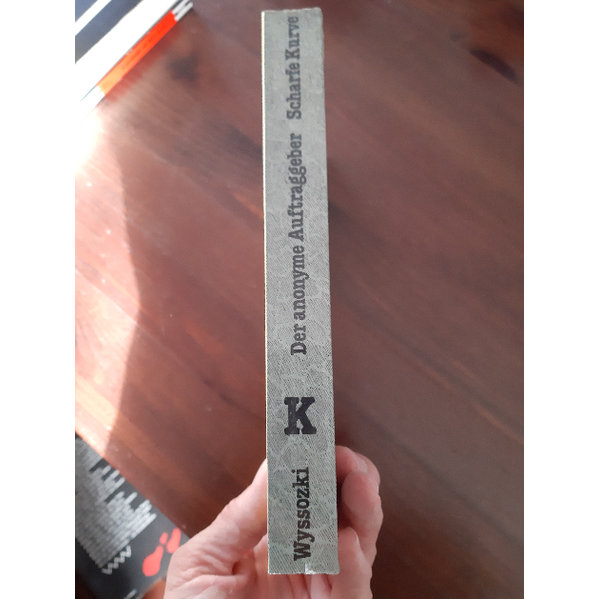 Wyssozki
K
Der anonyme Auftraggeber Scharfe Kurve